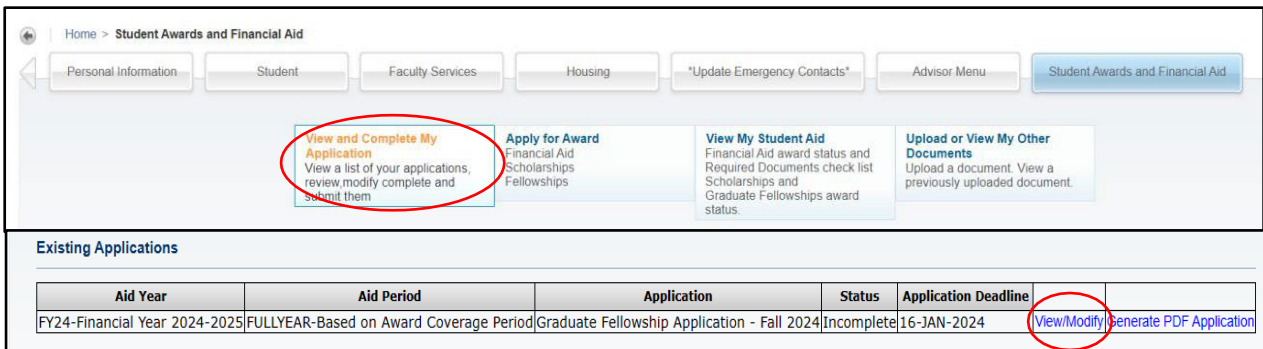 Home > Student Awards and Financial Aid
Personal Information
Student
Faculty Services
Housing
*Update Emergency Contacts*
Advisor Menu
Student Awards and Financial Aid
View and Complete My
Application
View a list of your applications,
review,modify complete and
submit them
Apply for Award
Financial Aid
Scholarships
Fellowships
View My Student Aid
Financial Aid award status and
Required Documents check list
Scholarships and
Graduate Fellowships award
status.
Upload or View My Other
Documents
Upload a document. View a
previously uploaded document.
Existing Applications
Aid Year Aid Period Application Status Application Deadline
FY24-Financial Year 2024-2025 FULLYEAR-Based on Award Coverage Period Graduate Fellowship Application - Fall 2024 Incomplete 16-JAN-2024 View/Modify Generate PDF Application